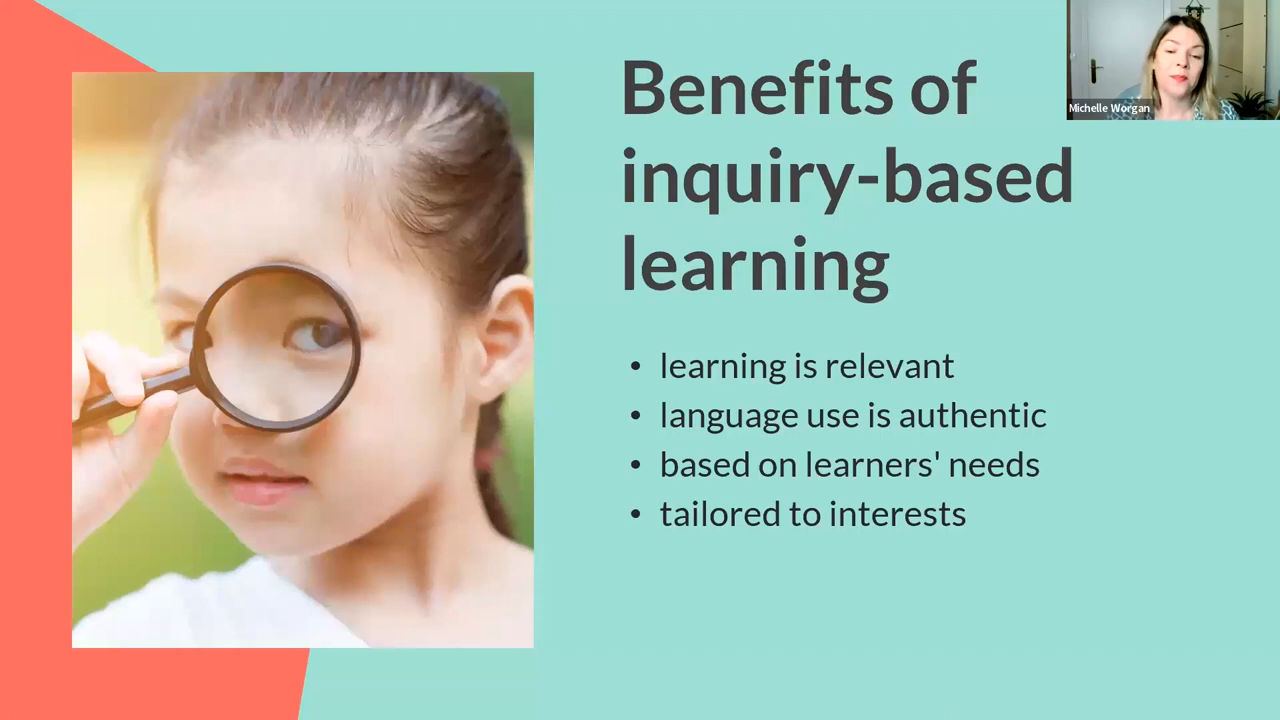 Benefits of
inquiry-based
learning
• learning is relevant
• language use is authentic
• based on learners' needs
• tailored to interests
Michelle Worgan